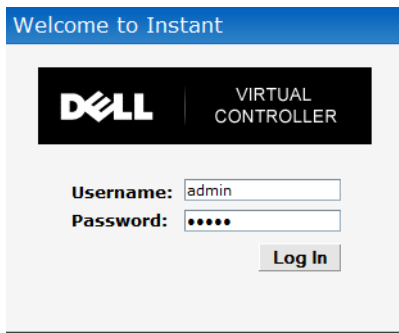 Welcome to Instant
DELL
VIRTUAL
CONTROLLER
Username: admin
Password: •••••
Log In